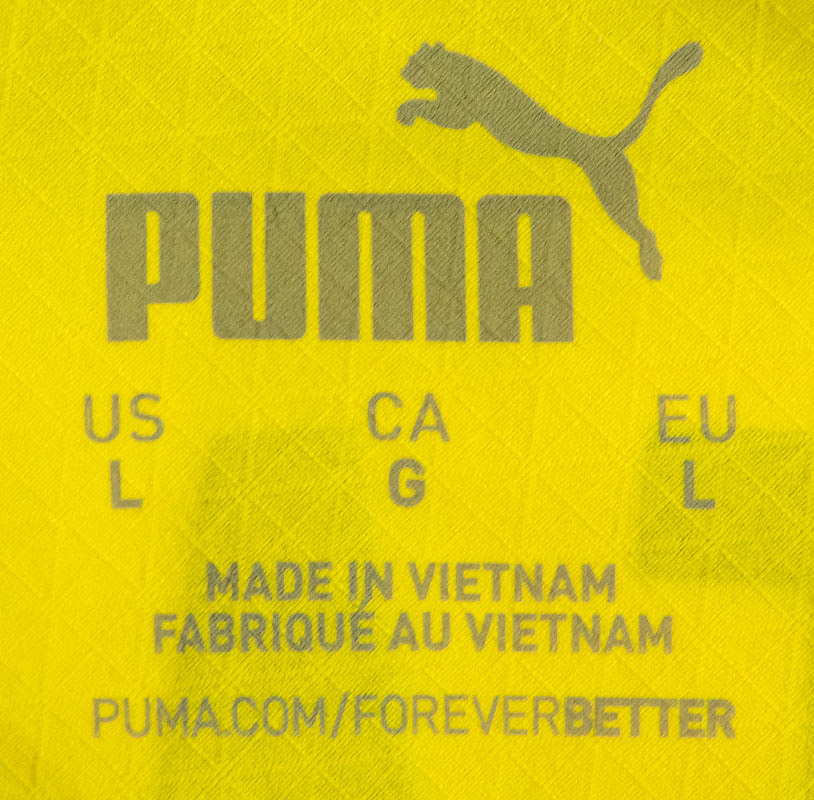 PUMA
US CA EU
L G L
MADE IN VIETNAM
FABRIQUÉ AU VIETNAM
PUMA.COM/FOREVERBETTER